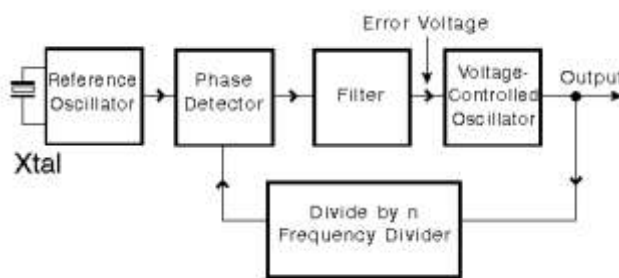 Error Voltage
Reference
Oscillator
Phase
Detector
Filter
Voltage-
Controlled
Oscillator
Output
Xtal
Divide by n
Frequency Divider